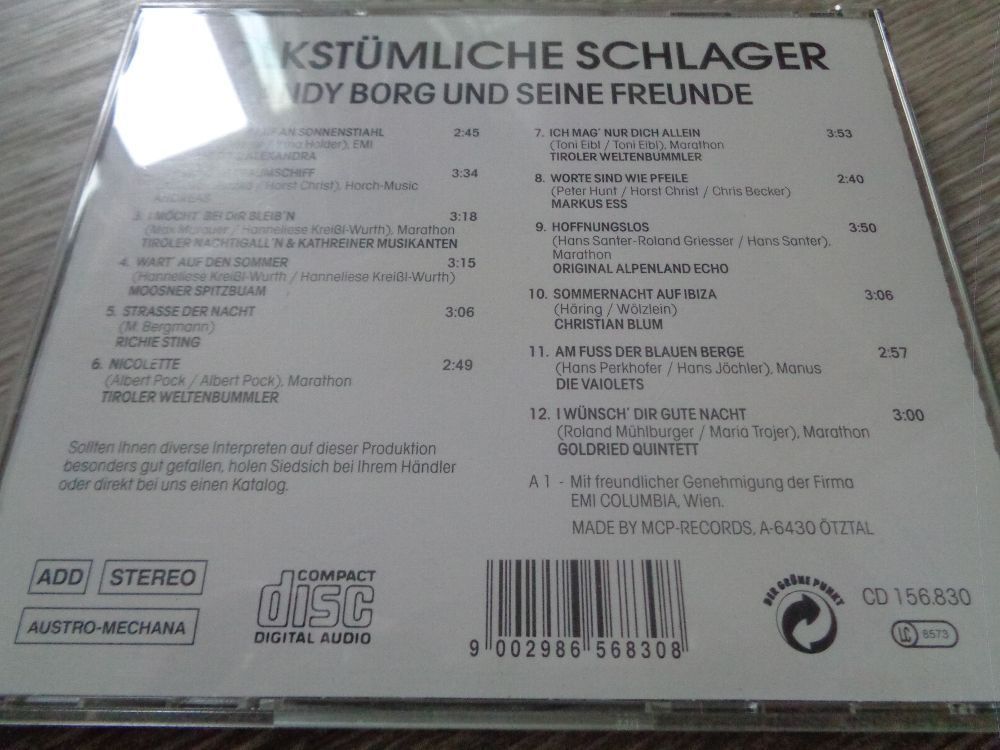 KSTÜMLICHE SCHLAGER
DY BORG UND SEINE FREUNDE
AN SONNENSTIAHL 2:45
Holder), EMI
ALEXANDRA
3:34
/ Horst Christ), Horch-Music
ANDREAS
3. I MÖCHT' BEI DIR BLEIB'N 3:18
(Max Murauer / Hanneliese Kreißl-Wurth), Marathon
TIROLER NACHTIGALL'N & KATHREINER MUSIKANTEN
4. WART' AUF DEN SOMMER 3:15
(Hanneliese Kreißl-Wurth / Hanneliese Kreißl-Wurth)
MOOSNER SPITZBUAM
5. STRASSE DER NACHT 3:06
(M. Bergmann)
RICHIE STING
6. NICOLETTE 2:49
(Albert Pock / Albert Pock), Marathon
TIROLER WELTENBUMMLER
Sollten Ihnen diverse Interpreten auf dieser Produktion
besonders gut gefallen, holen Siedsich bei Ihrem Händler
oder direkt bei uns einen Katalog.
7. ICH MAG' NUR DICH ALLEIN 3:53
(Toni Eibl / Toni Eibl), Marathon
TIROLER WELTENBUMMLER
8. WORTE SIND WIE PFEILE 2:40
(Peter Hunt / Horst Christ / Chris Becker)
MARKUS ESS
9. HOFFNUNGSLOS 3:50
(Hans Santer-Roland Griesser / Hans Santer),
Marathon
ORIGINAL ALPENLAND ECHO
10. SOMMERNACHT AUF IBIZA 3:06
(Häring / Wölzlein)
CHRISTIAN BLUM
11. AM FUSS DER BLAUEN BERGE 2:57
(Hans Perkhofer / Hans Jöchler), Manus
DIE VAIOLETS
12. I WÜNSCH' DIR GUTE NACHT 3:00
(Roland Mühlburger / Maria Trojer), Marathon
GOLDRIED QUINTETT
A 1 - Mit freundlicher Genehmigung der Firma
EMI COLUMBIA, Wien.
MADE BY MCP-RECORDS, A-6430 ÖTZTAL
ADD STEREO
AUSTRO-MECHANA
COMPACT
disc
DIGITAL AUDIO
9 002986 568308
DER GRÜNE PUNKT
CD 156.830
LC 8573